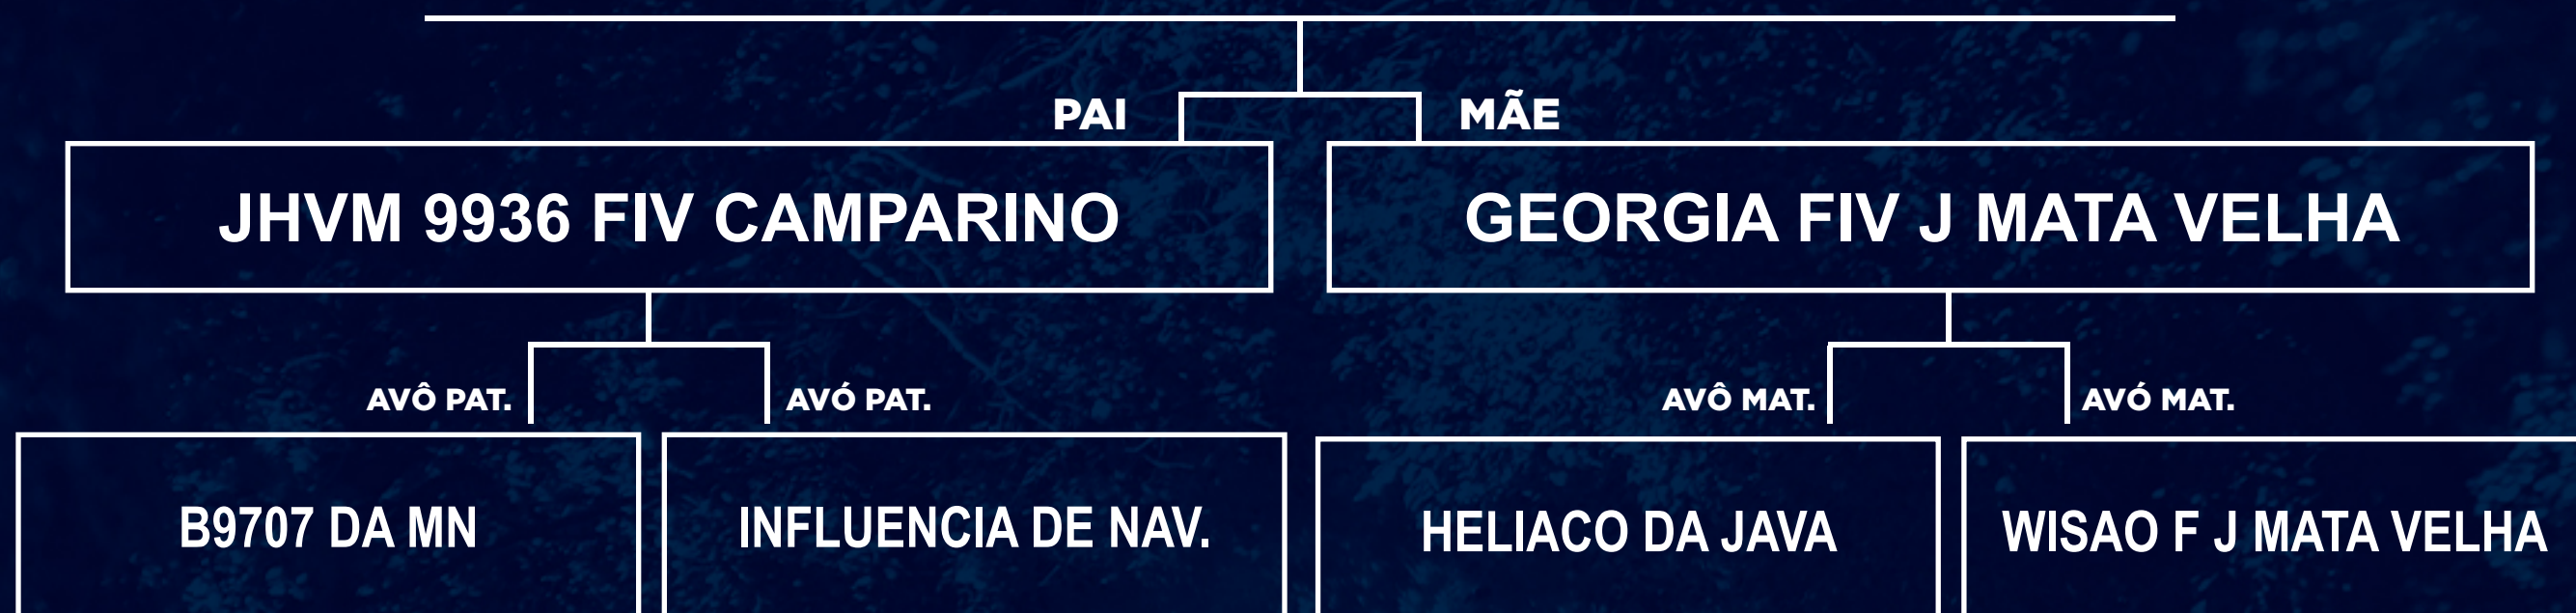 PAI
MÃE
JHVM 9936 FIV CAMPARINO
GEORGIA FIV J MATA VELHA
AVÔ PAT.
AVÓ PAT.
AVÔ MAT.
AVÓ MAT.
B9707 DA MN
INFLUENCIA DE NAV.
HELIACO DA JAVA
WISAO F J MATA VELHA